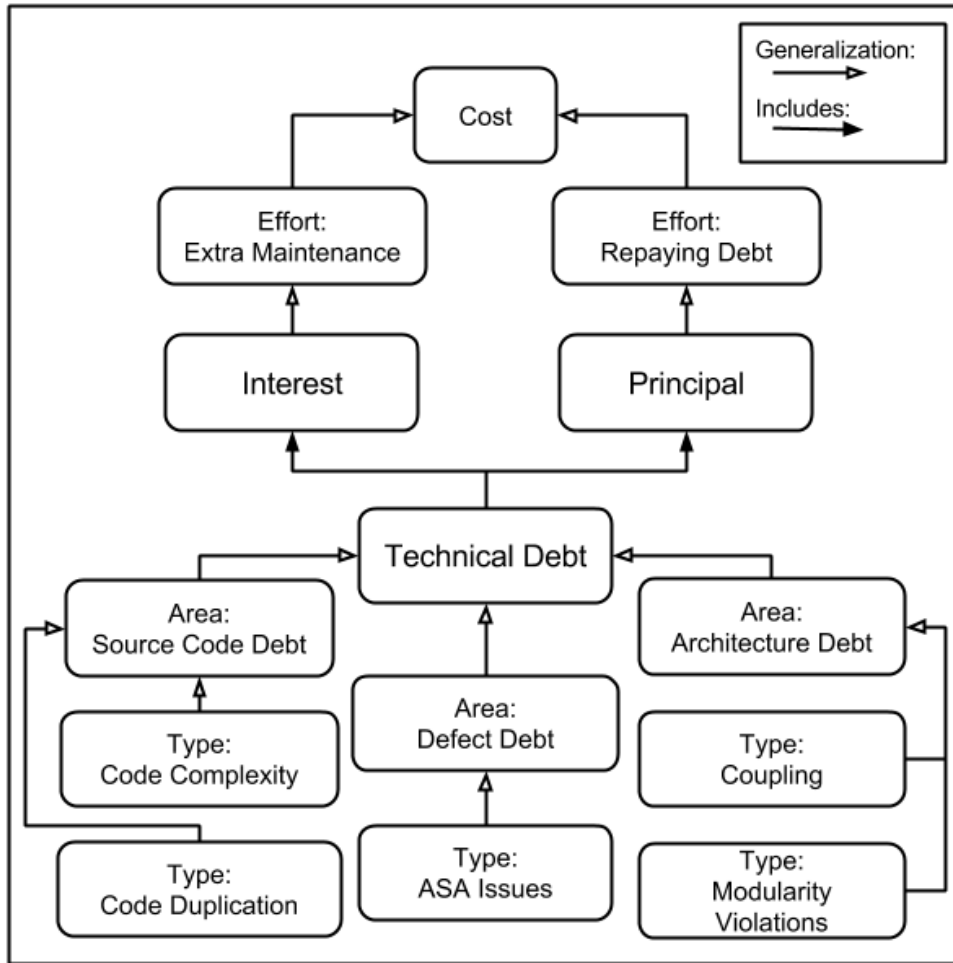 Generalization:
Includes:
Cost
Effort:
Extra Maintenance
Effort:
Repaying Debt
Interest
Principal
Technical Debt
Area:
Source Code Debt
Area:
Architecture Debt
Area:
Defect Debt
Type:
Code Complexity
Type:
Coupling
Type:
Code Duplication
Type:
ASA Issues
Type:
Modularity
Violations